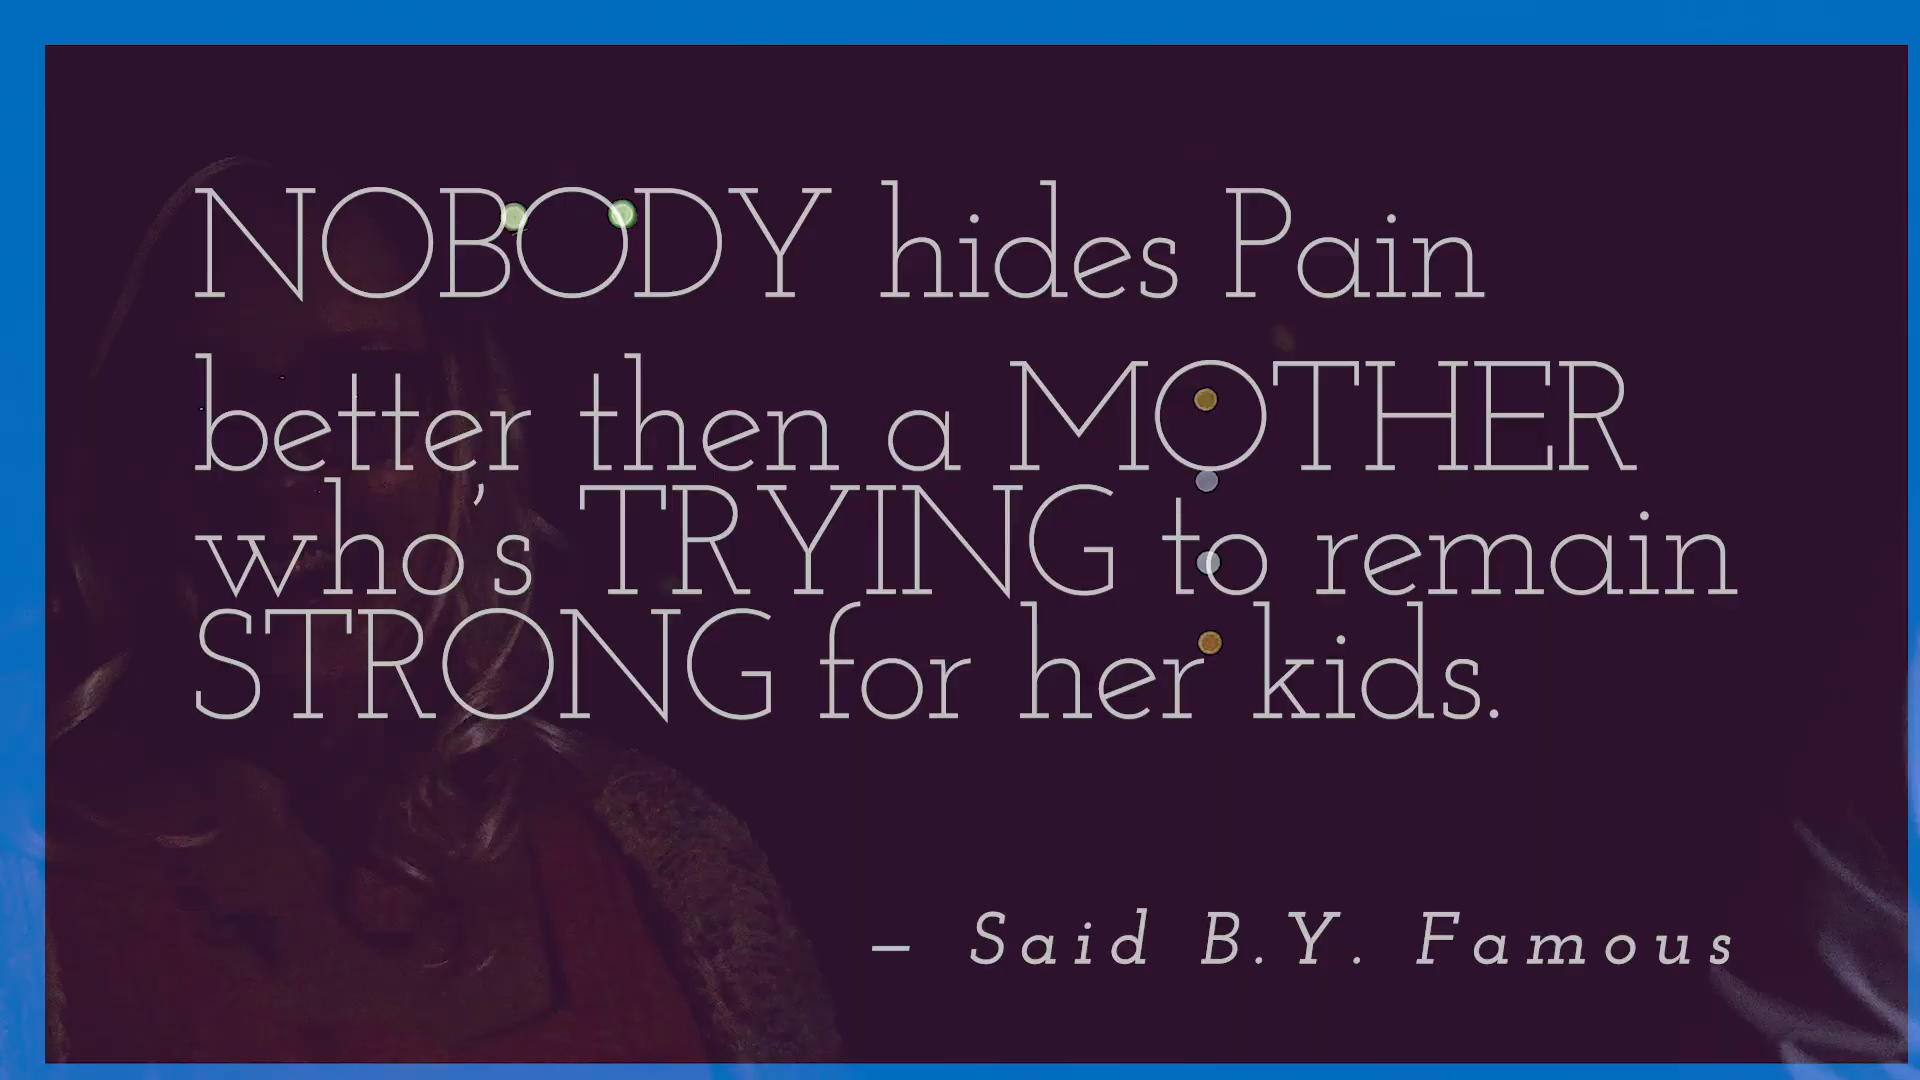 NOBODY hides Pain
better then a MOTHER
who's TRYING to remain
STRONG for her kids.
– Said B.Y. Famous